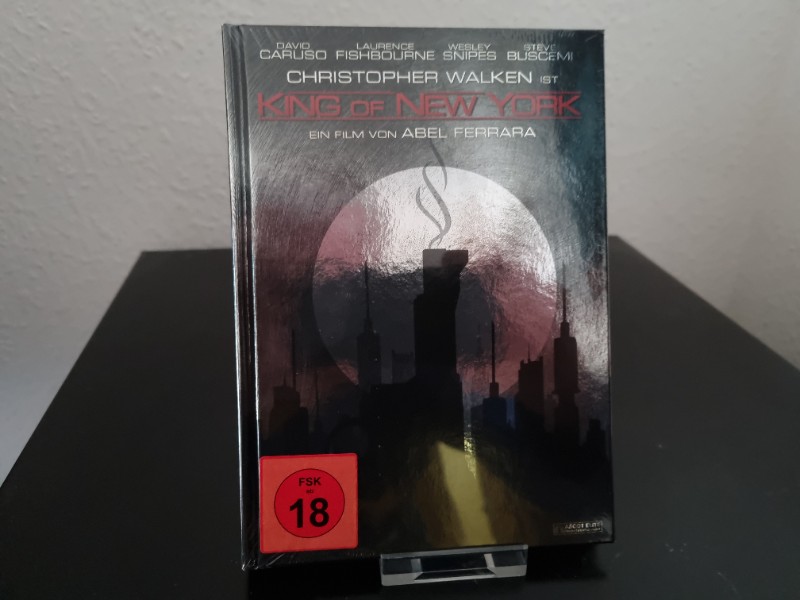 DAVID CARUSO LAURENCE FISHBOURNE WESLEY SNIPES STEVE BUSCEMI
CHRISTOPHER WALKEN IST
KING OF NEW YORK
EIN FILM VON ABEL FERRARA
FSK
18